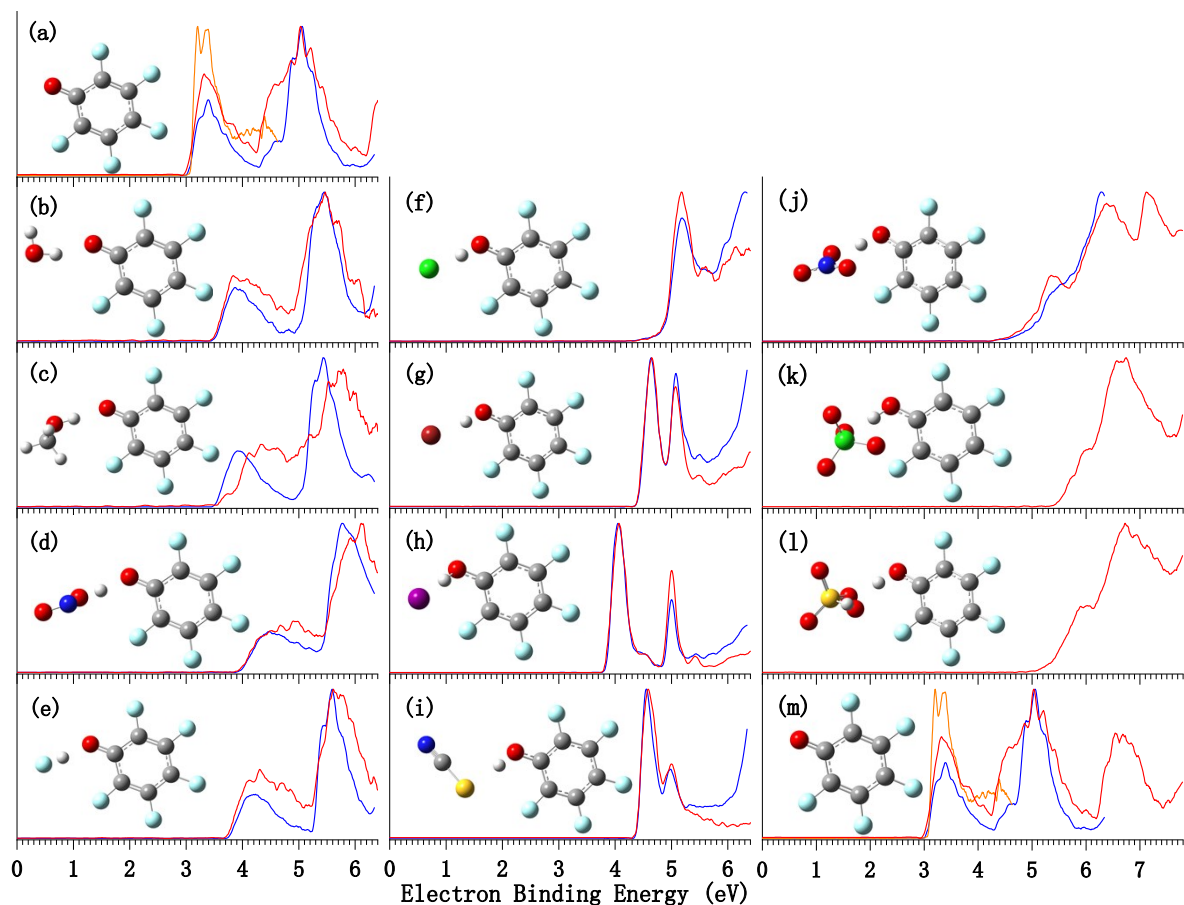 (a)
(b)
(f)
(j)
(c)
(g)
(k)
(d)
(h)
(l)
(e)
(i)
(m)
0 1 2 3 4 5 6 0 1 2 3 4 5 6 0 1 2 3 4 5 6 7
Electron Binding Energy (eV)